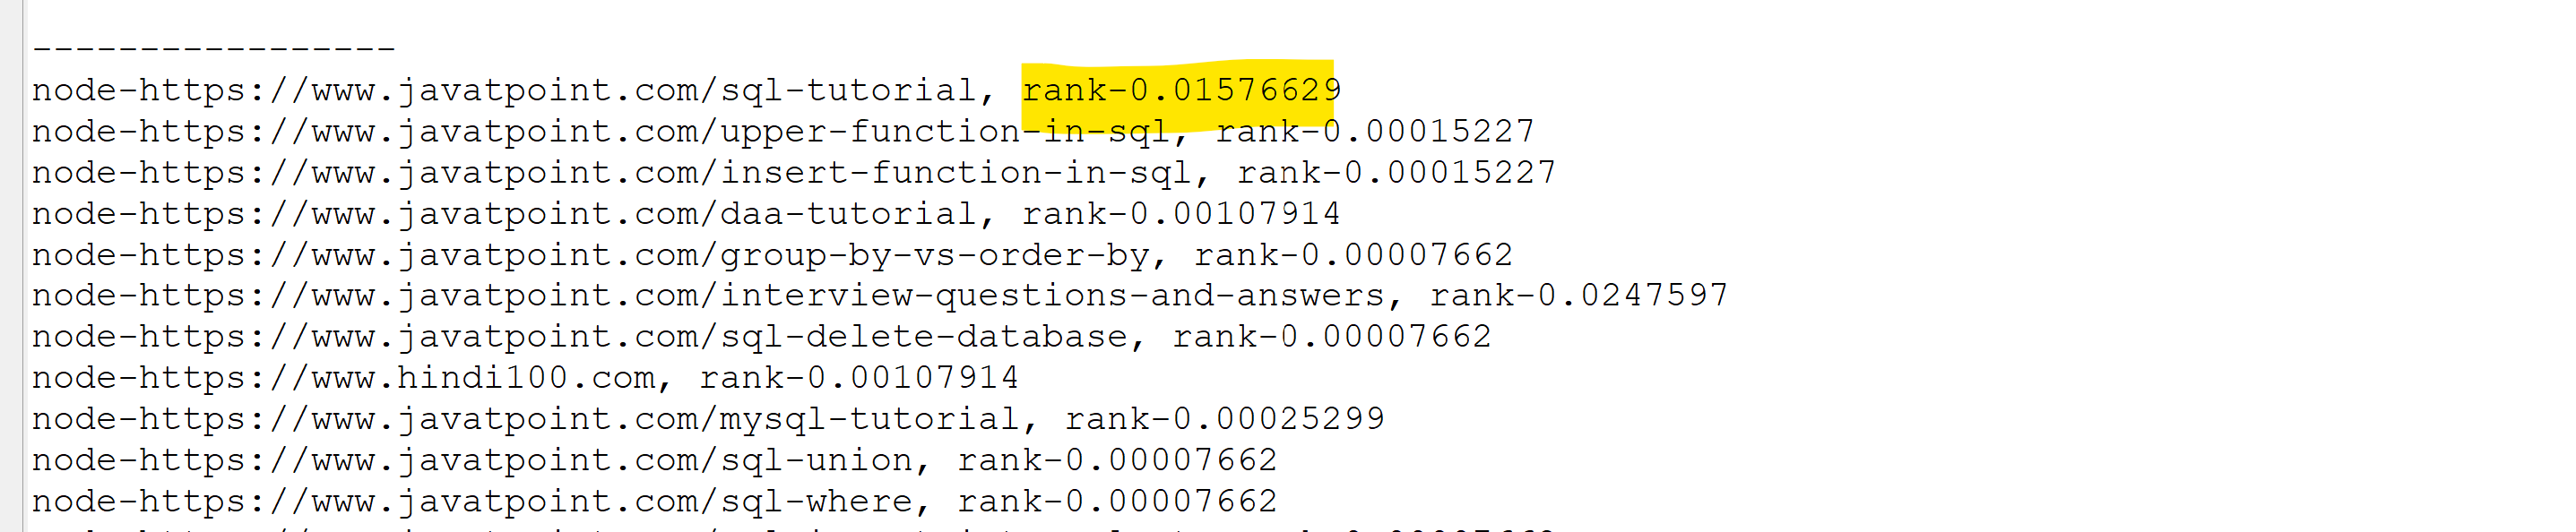 -----------------
node-https://www.javatpoint.com/sql-tutorial, rank-0.01576629
node-https://www.javatpoint.com/upper-function-in-sql, rank-0.00015227
node-https://www.javatpoint.com/insert-function-in-sql, rank-0.00015227
node-https://www.javatpoint.com/daa-tutorial, rank-0.00107914
node-https://www.javatpoint.com/group-by-vs-order-by, rank-0.00007662
node-https://www.javatpoint.com/interview-questions-and-answers, rank-0.0247597
node-https://www.javatpoint.com/sql-delete-database, rank-0.00007662
node-https://www.hindi100.com, rank-0.00107914
node-https://www.javatpoint.com/mysql-tutorial, rank-0.00025299
node-https://www.javatpoint.com/sql-union, rank-0.00007662
node-https://www.javatpoint.com/sql-where, rank-0.00007662